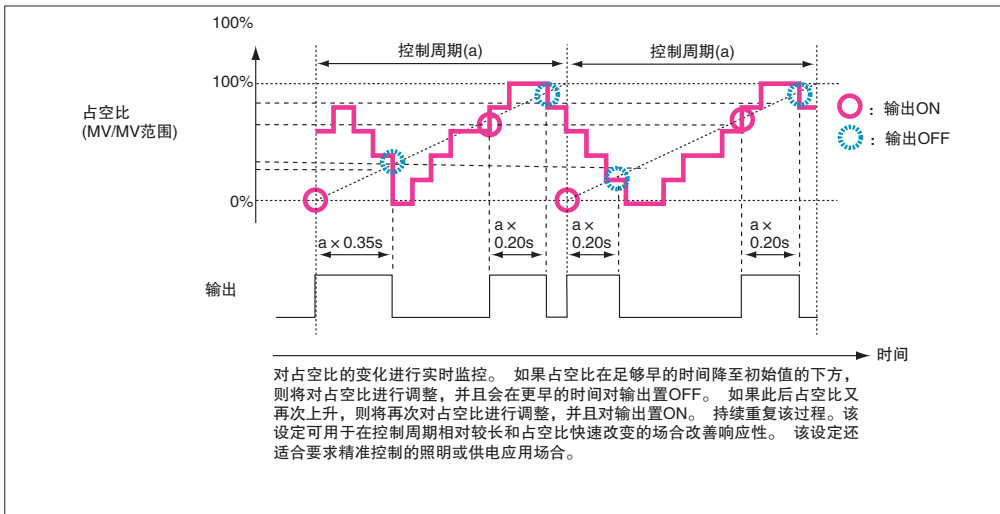 100%
控制周期(a)
控制周期(a)
100%
占空比
(MV/MV范围)
：输出ON
：输出OFF
0%
a × 0.35s
a ×
0.20s
a ×
0.20s
a ×
0.20s
输出
时间
对占空比的变化进行实时监控。 如果占空比在足够早的时间降至初始值的下方，
则将对占空比进行调整，并且会在更早的时间对输出置OFF。 如果此后占空比又
再次上升，则将再次对占空比进行调整，并且对输出置ON。 持续重复该过程。该
设定可用于在控制周期相对较长和占空比快速改变的场合改善响应性。 该设定还
适合要求精准控制的照明或供电应用场合。